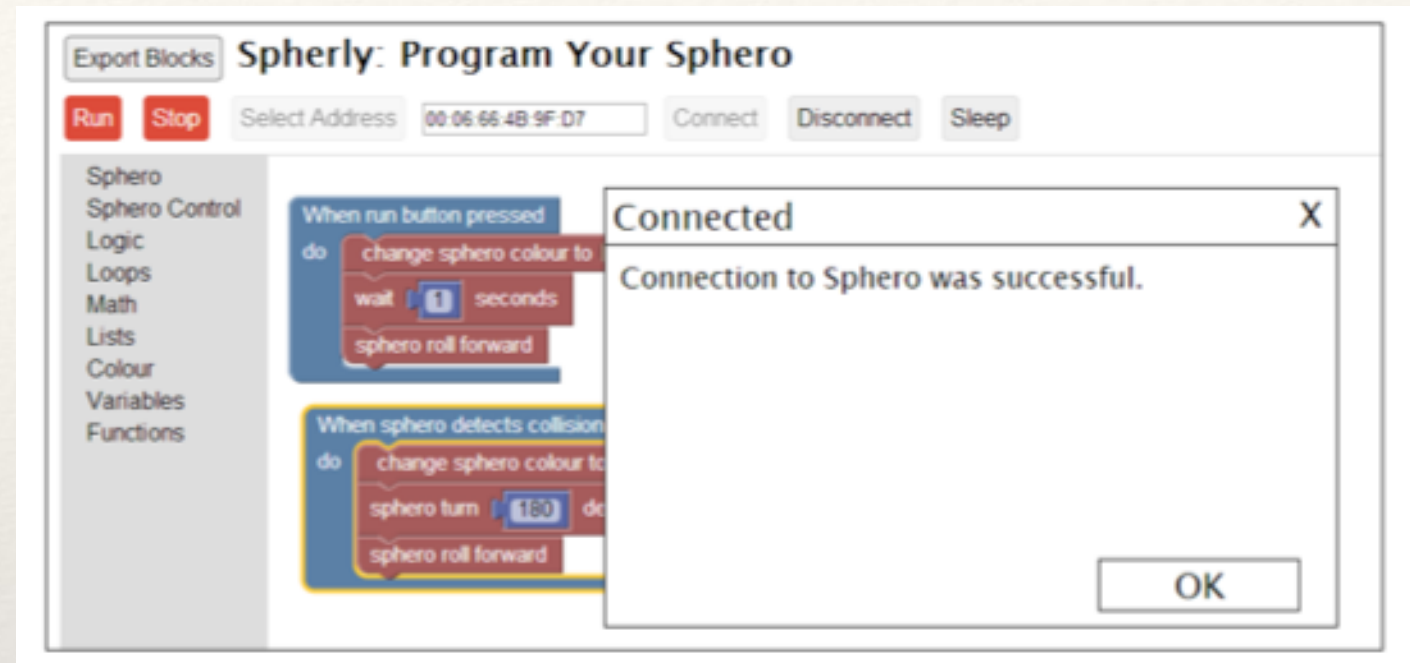 Export Blocks Spherly: Program Your Sphero
Run Stop Select Address 00:06:66:4B:9F:D7 Connect Disconnect Sleep
Sphero
Sphero Control
Logic
Loops
Math
Lists
Colour
Variables
Functions
When run button pressed
do change sphero colour to
wait 1 seconds
sphero roll forward
When sphero detects collision
do change sphero colour to
sphero turn 180 de
sphero roll forward
Connected X
Connection to Sphero was successful.
OK